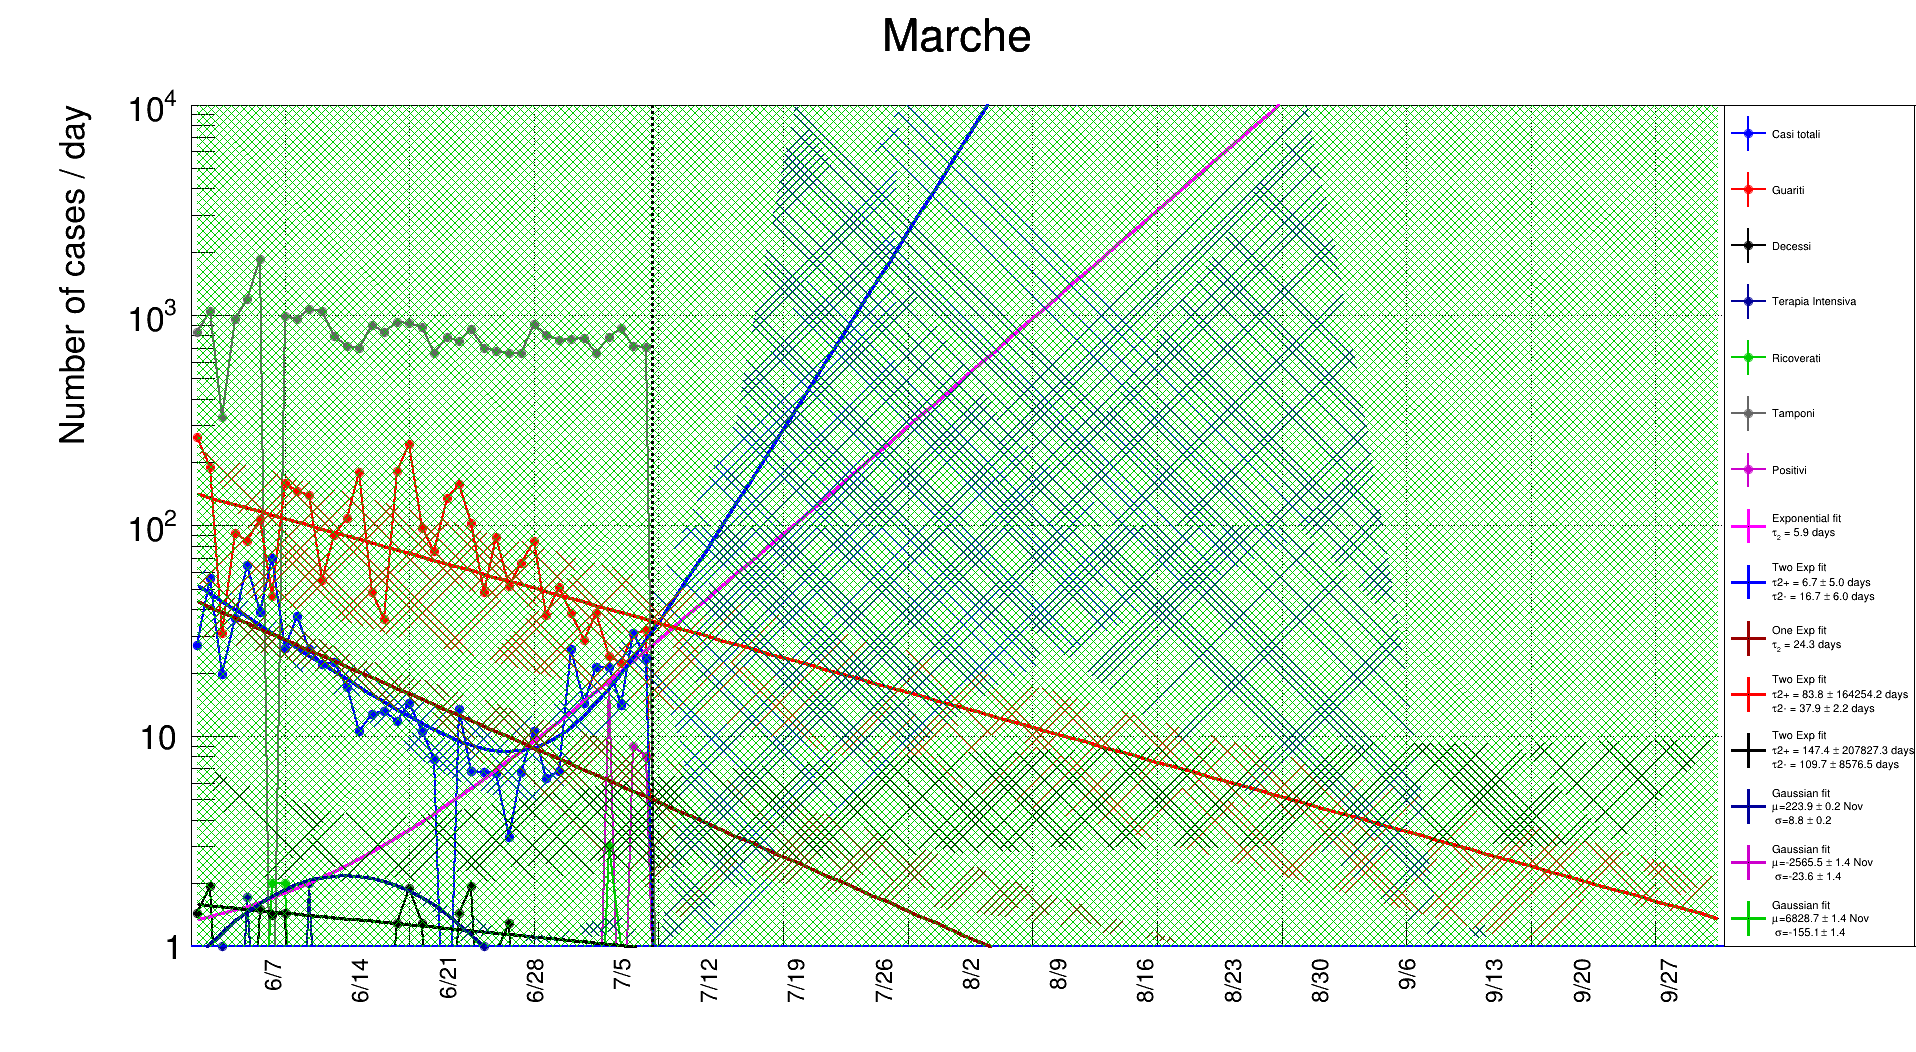 Marche
Number of cases / day
10^4
10^3
10^2
10
1
6/7
6/14
6/21
6/28
7/5
7/12
7/19
7/26
8/2
8/9
8/16
8/23
8/30
9/6
9/13
9/20
9/27
Casi totali
Guariti
Decessi
Terapia Intensiva
Ricoverati
Tamponi
Positivi
Exponential fit
τ₂ = 5.9 days
Two Exp fit
τ2+ = 6.7 ± 5.0 days
τ2- = 16.7 ± 6.0 days
One Exp fit
τ₂ = 24.3 days
Two Exp fit
τ2+ = 83.8 ± 164254.2 days
τ2- = 37.9 ± 2.2 days
Two Exp fit
τ2+ = 147.4 ± 207827.3 days
τ2- = 109.7 ± 8576.5 days
Gaussian fit
μ=223.9 ± 0.2 Nov
σ=8.8 ± 0.2
Gaussian fit
μ=-2565.5 ± 1.4 Nov
σ=-23.6 ± 1.4
Gaussian fit
μ=6828.7 ± 1.4 Nov
σ=-155.1 ± 1.4